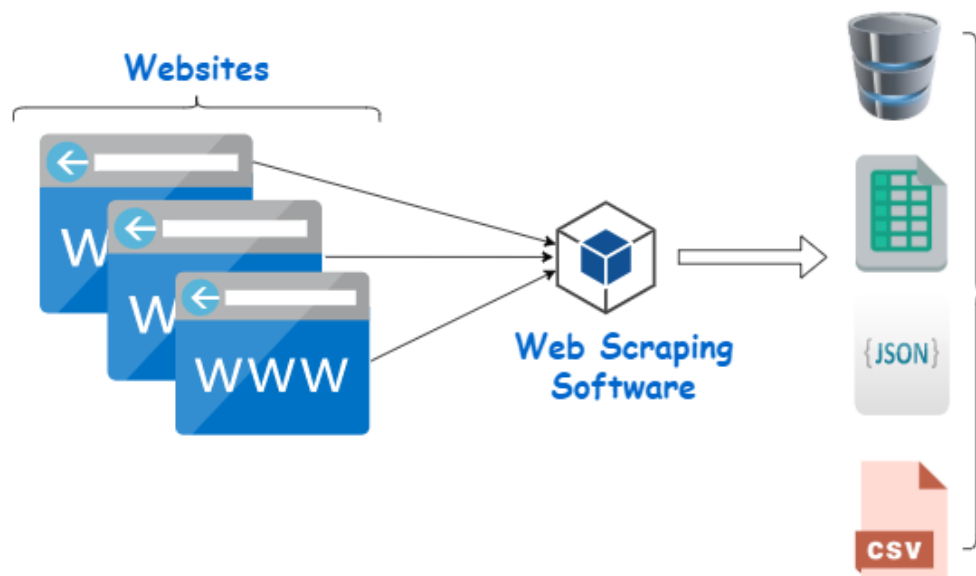 Websites
W
W
WWW
Web Scraping
Software
{JSON}
CSV